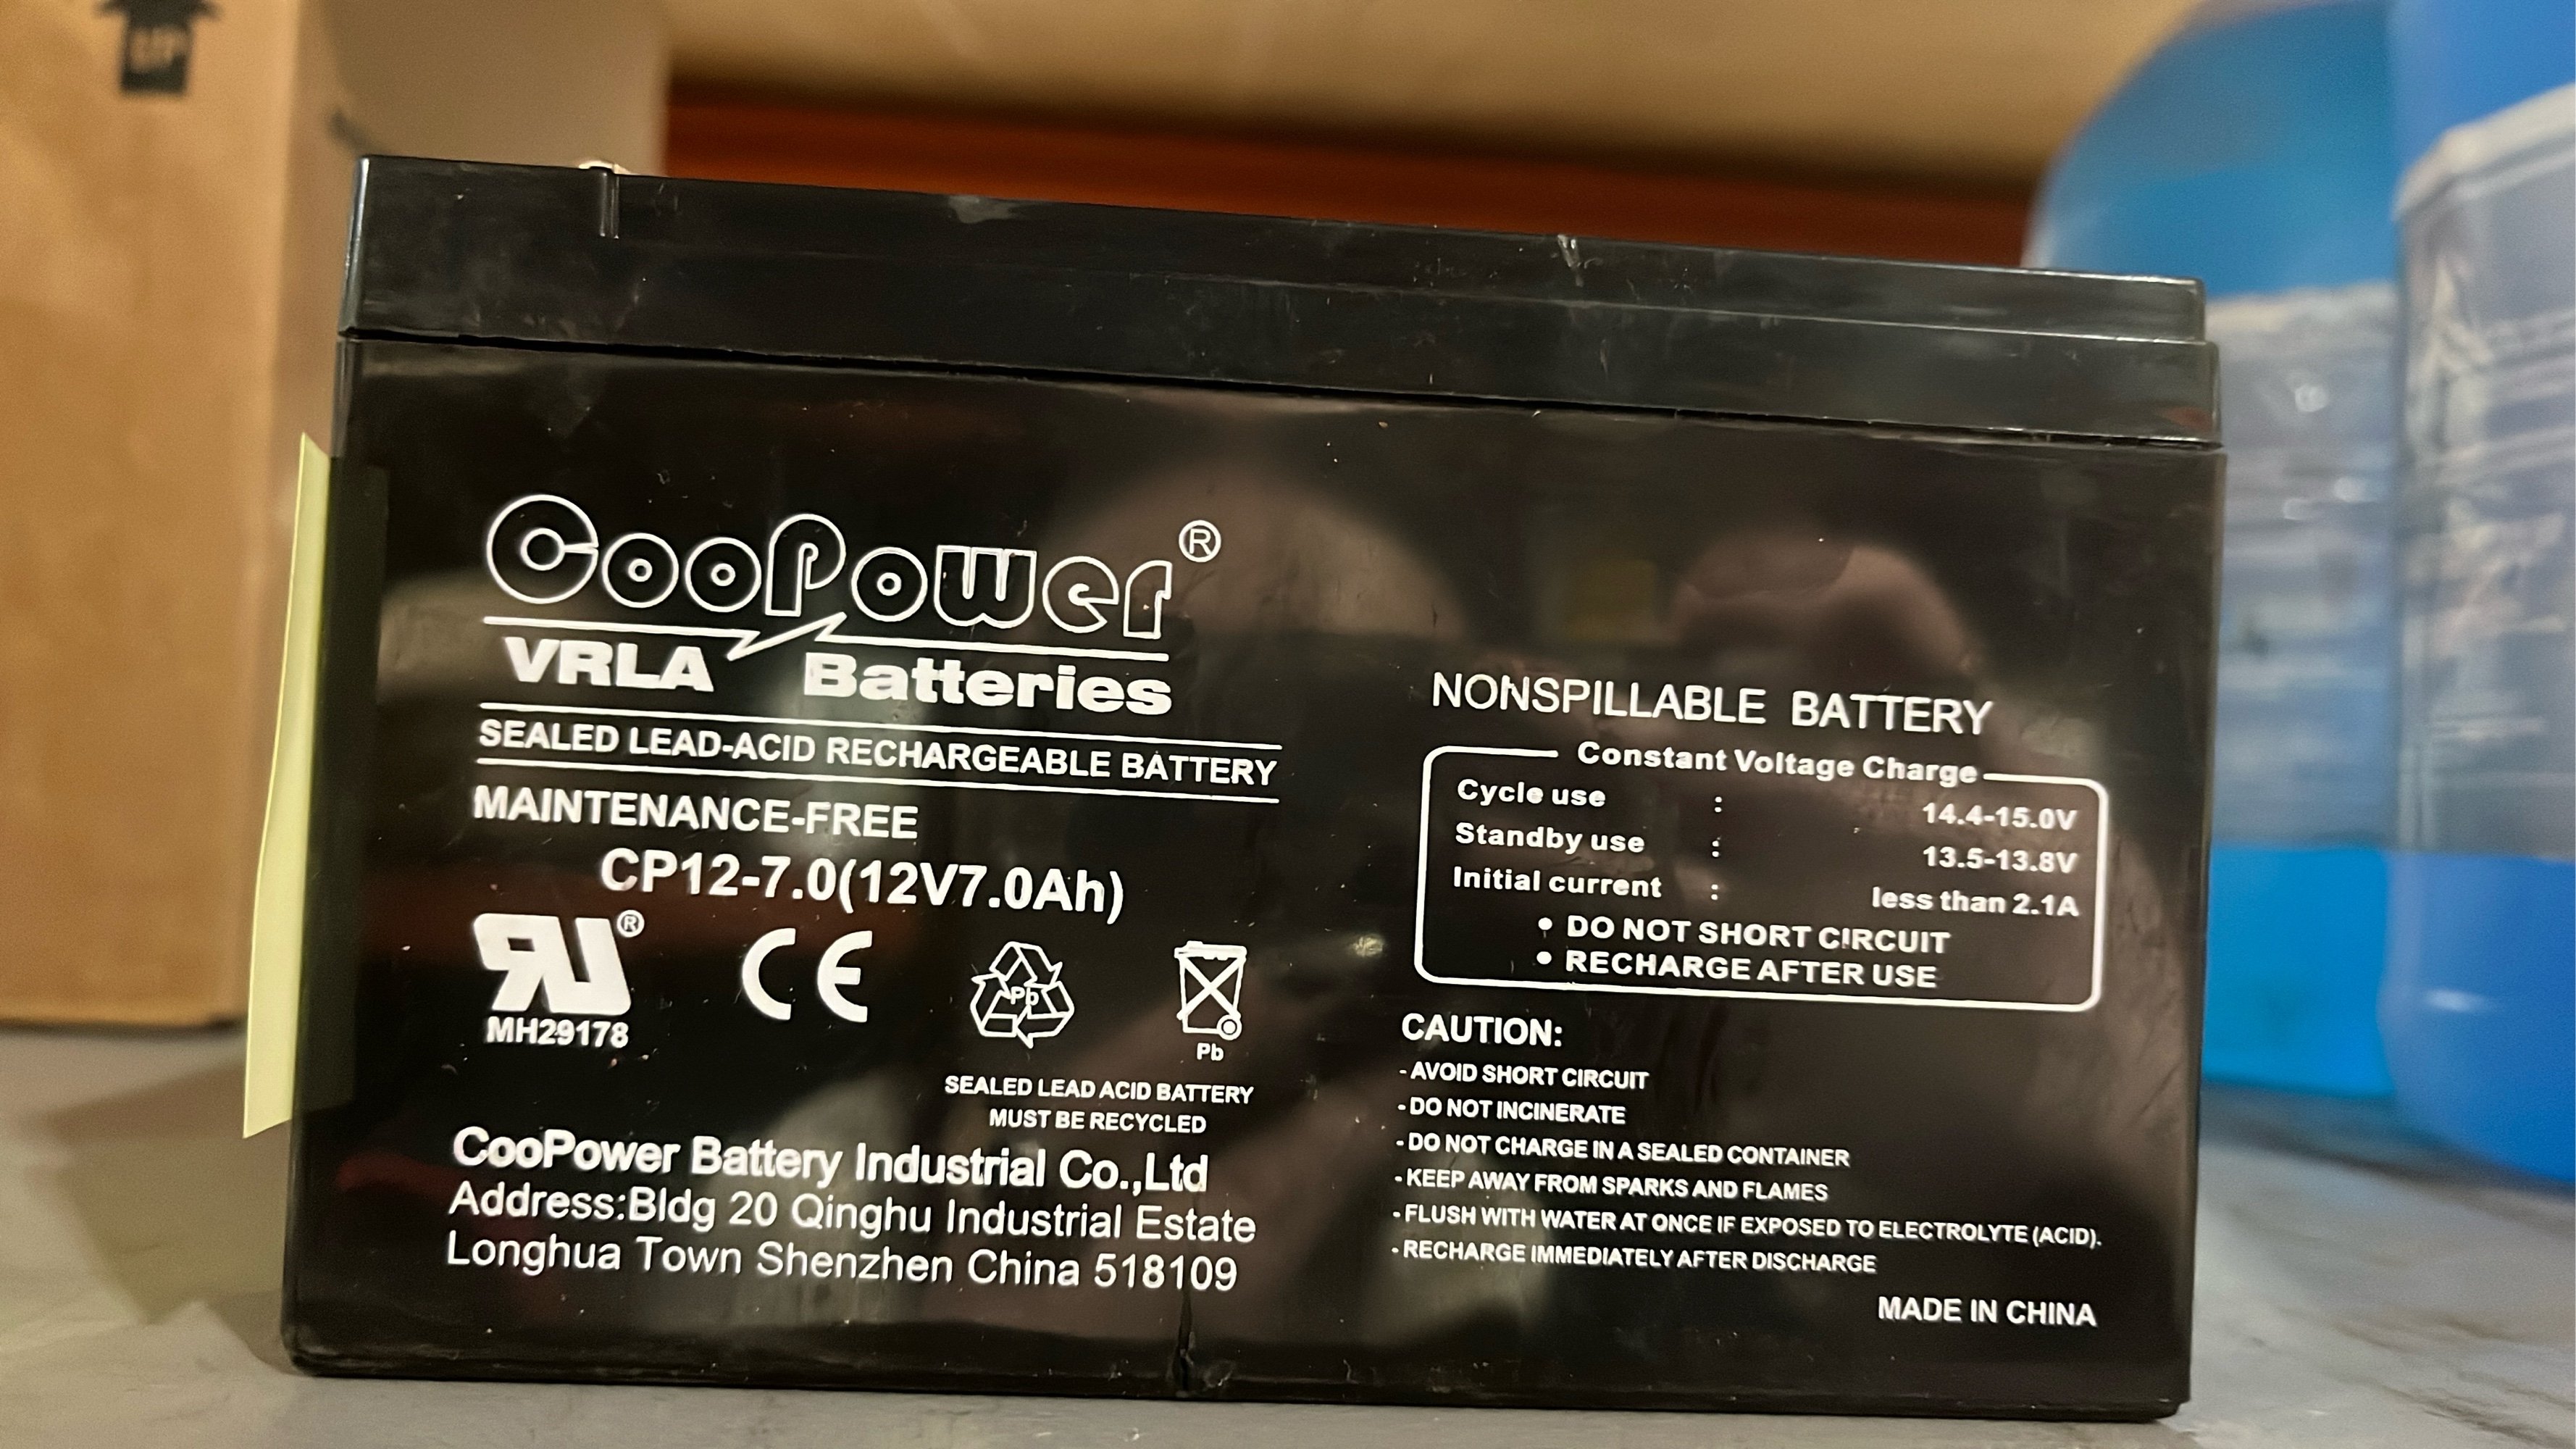 UP
CooPower®
VRLA Batteries
SEALED LEAD-ACID RECHARGEABLE BATTERY
MAINTENANCE-FREE
CP12-7.0(12V7.0Ah)
RU®
MH29178
CE
Pb
Pb
SEALED LEAD ACID BATTERY
MUST BE RECYCLED
CooPower Battery Industrial Co.,Ltd
Address:Bldg 20 Qinghu Industrial Estate
Longhua Town Shenzhen China 518109
NONSPILLABLE BATTERY
Constant Voltage Charge
Cycle use : 14.4-15.0V
Standby use : 13.5-13.8V
Initial current : less than 2.1A
• DO NOT SHORT CIRCUIT
• RECHARGE AFTER USE
CAUTION:
- AVOID SHORT CIRCUIT
- DO NOT INCINERATE
- DO NOT CHARGE IN A SEALED CONTAINER
- KEEP AWAY FROM SPARKS AND FLAMES
- FLUSH WITH WATER AT ONCE IF EXPOSED TO ELECTROLYTE (ACID).
- RECHARGE IMMEDIATELY AFTER DISCHARGE
MADE IN CHINA